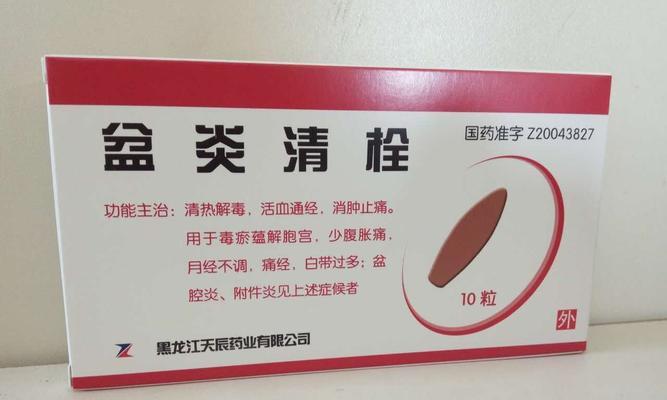 盆炎清栓
国药准字 Z20043827
功能主治：清热解毒，活血通经，消肿止痛。
用于毒瘀蕴解胞宫，少腹胀痛，
月经不调，痛经，白带过多；盆
腔炎、附件炎见上述症候者
10粒
外
黑龙江天辰药业有限公司